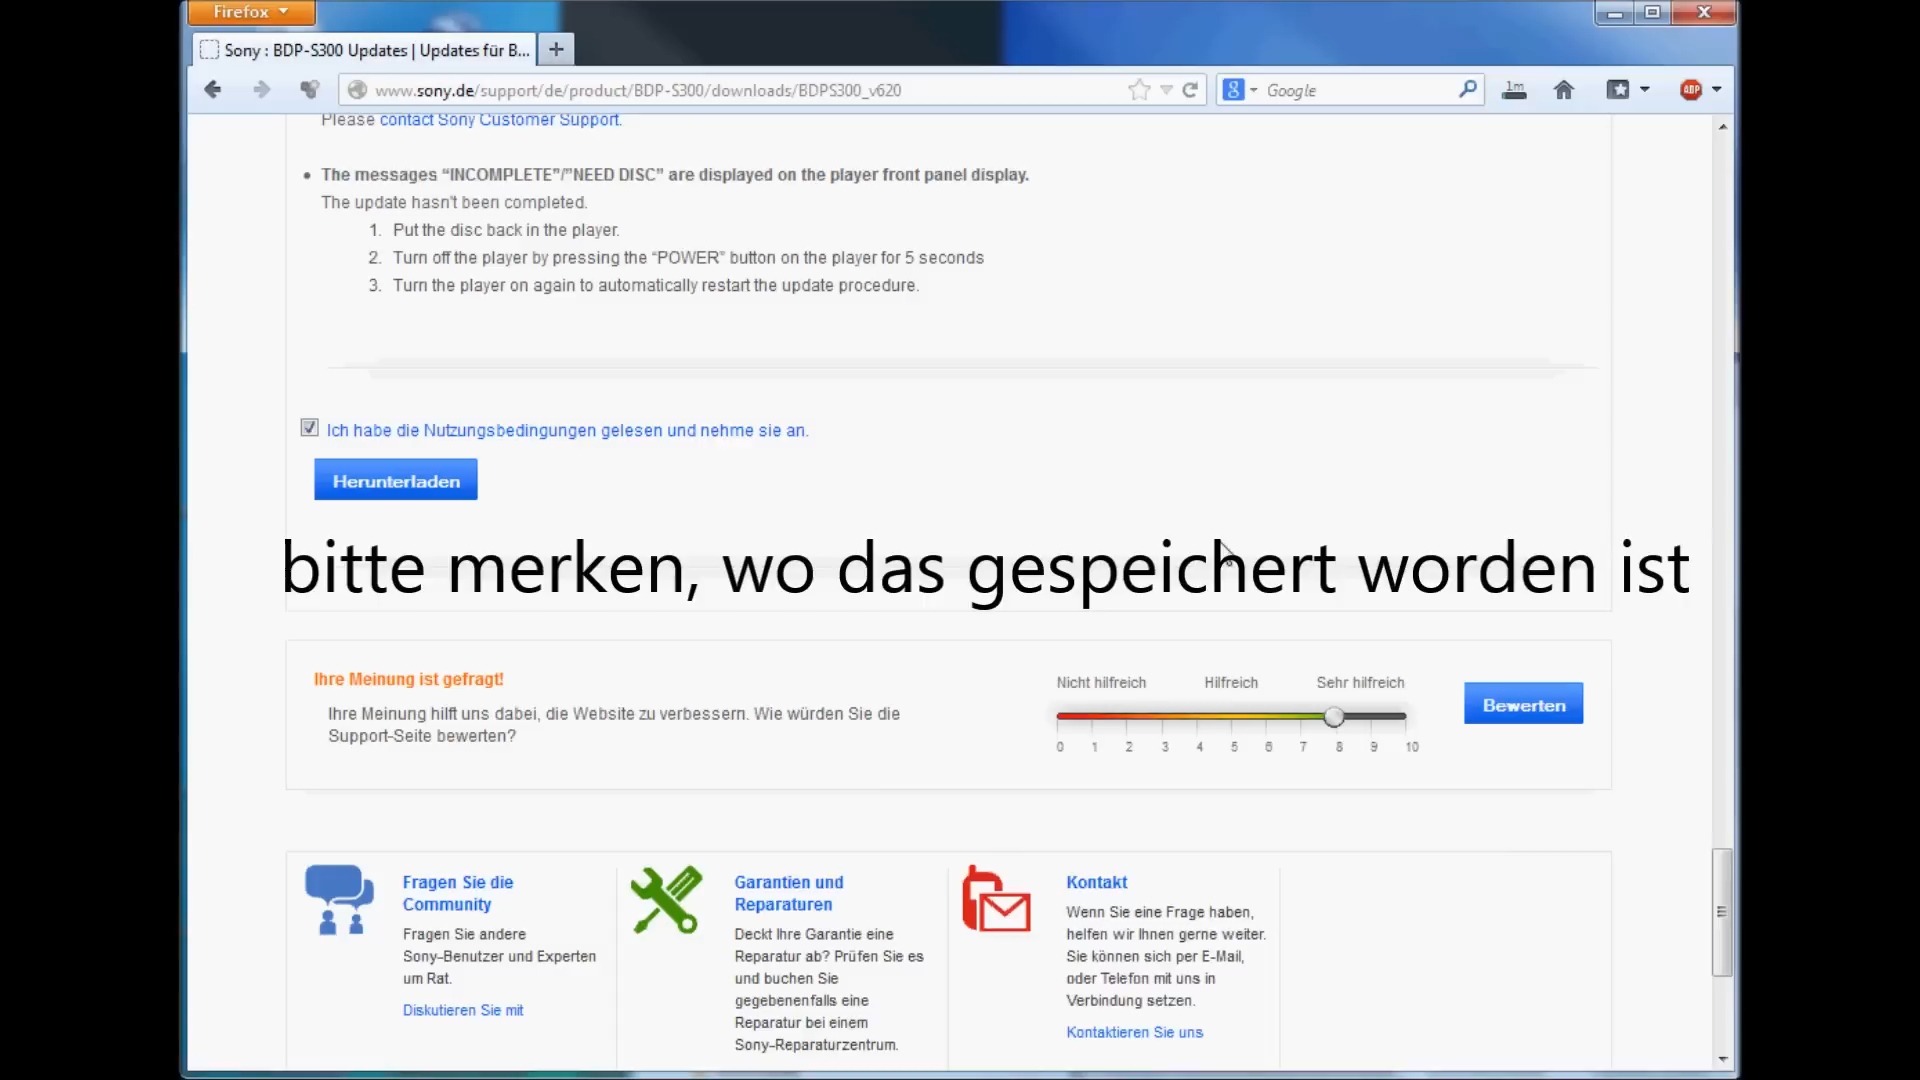 Firefox
Sony : BDP-S300 Updates | Updates für B...
www.sony.de/support/de/product/BDP-S300/downloads/BDPS300_v620
Google
1m
ABP
Please contact Sony Customer Support.
• The messages “INCOMPLETE”/”NEED DISC” are displayed on the player front panel display.
The update hasn't been completed.
1. Put the disc back in the player.
2. Turn off the player by pressing the “POWER” button on the player for 5 seconds
3. Turn the player on again to automatically restart the update procedure.
Ich habe die Nutzungsbedingungen gelesen und nehme sie an.
Herunterladen
bitte merken, wo das gespeichert worden ist
Ihre Meinung ist gefragt!
Ihre Meinung hilft uns dabei, die Website zu verbessern. Wie würden Sie die
Support-Seite bewerten?
Nicht hilfreich Hilfreich Sehr hilfreich
0 1 2 3 4 5 6 7 8 9 10
Bewerten
Fragen Sie die
Community
Fragen Sie andere
Sony-Benutzer und Experten
um Rat.
Diskutieren Sie mit
Garantien und
Reparaturen
Deckt Ihre Garantie eine
Reparatur ab? Prüfen Sie es
und buchen Sie
gegebenenfalls eine
Reparatur bei einem
Sony-Reparaturzentrum.
Kontakt
Wenn Sie eine Frage haben,
helfen wir Ihnen gerne weiter.
Sie können sich per E-Mail,
oder Telefon mit uns in
Verbindung setzen.
Kontaktieren Sie uns